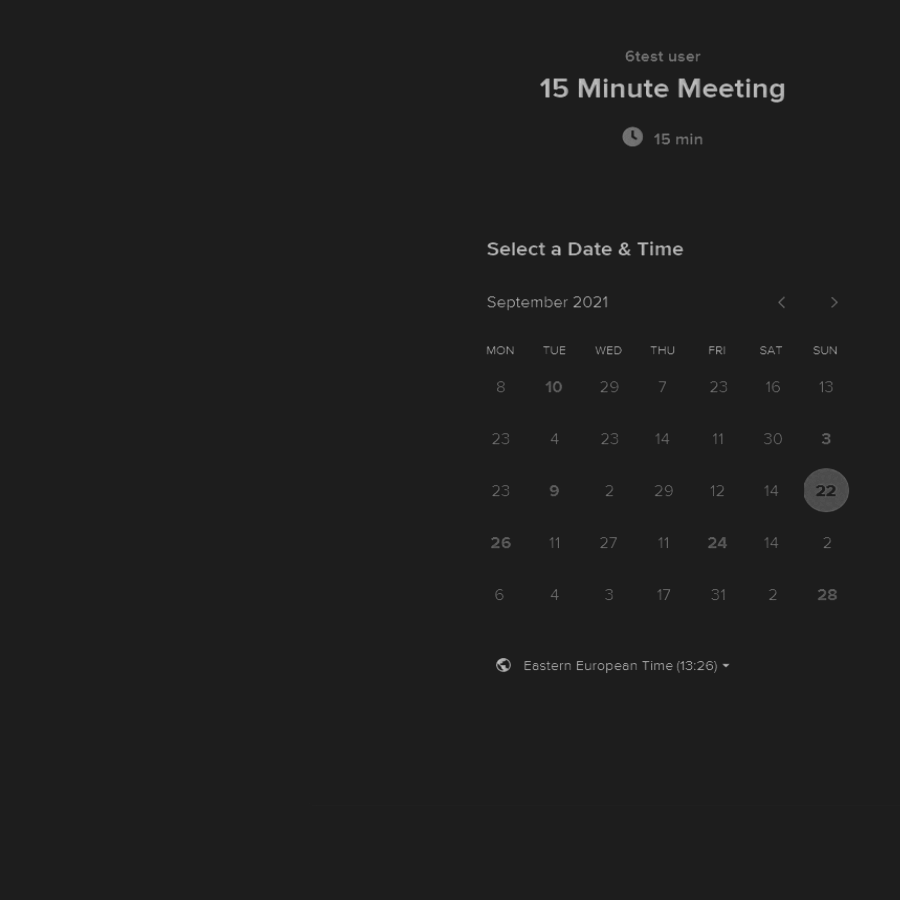 6test user
15 Minute Meeting
15 min
Select a Date & Time
September 2021
MON TUE WED THU FRI SAT SUN
8 10 29 7 23 16 13
23 4 23 14 11 30 3
23 9 2 29 12 14 22
26 11 27 11 24 14 2
6 4 3 17 31 2 28
Eastern European Time (13:26)